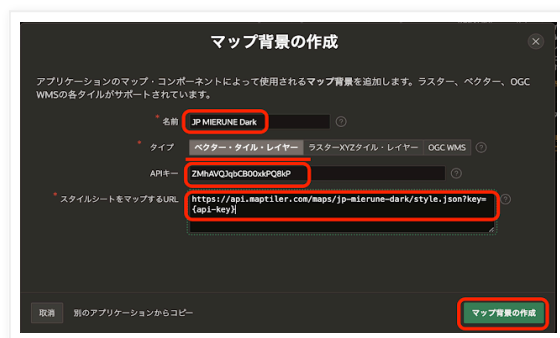 マップ背景の作成
アプリケーションのマップ・コンポーネントによって使用されるマップ背景を追加します。ラスター、ベクター、OGC
WMSの各タイルがサポートされています。
* 名前 JP MIERUNE Dark
* タイプ ベクター・タイル・レイヤー ラスターXYZタイル・レイヤー OGC WMS
APIキー ZMhAVQJqbCB00xkPQ8kP
* スタイルシートをマップするURL https://api.maptiler.com/maps/jp-mierune-dark/style.json?key=
{api-key}
取消 別のアプリケーションからコピー マップ背景の作成